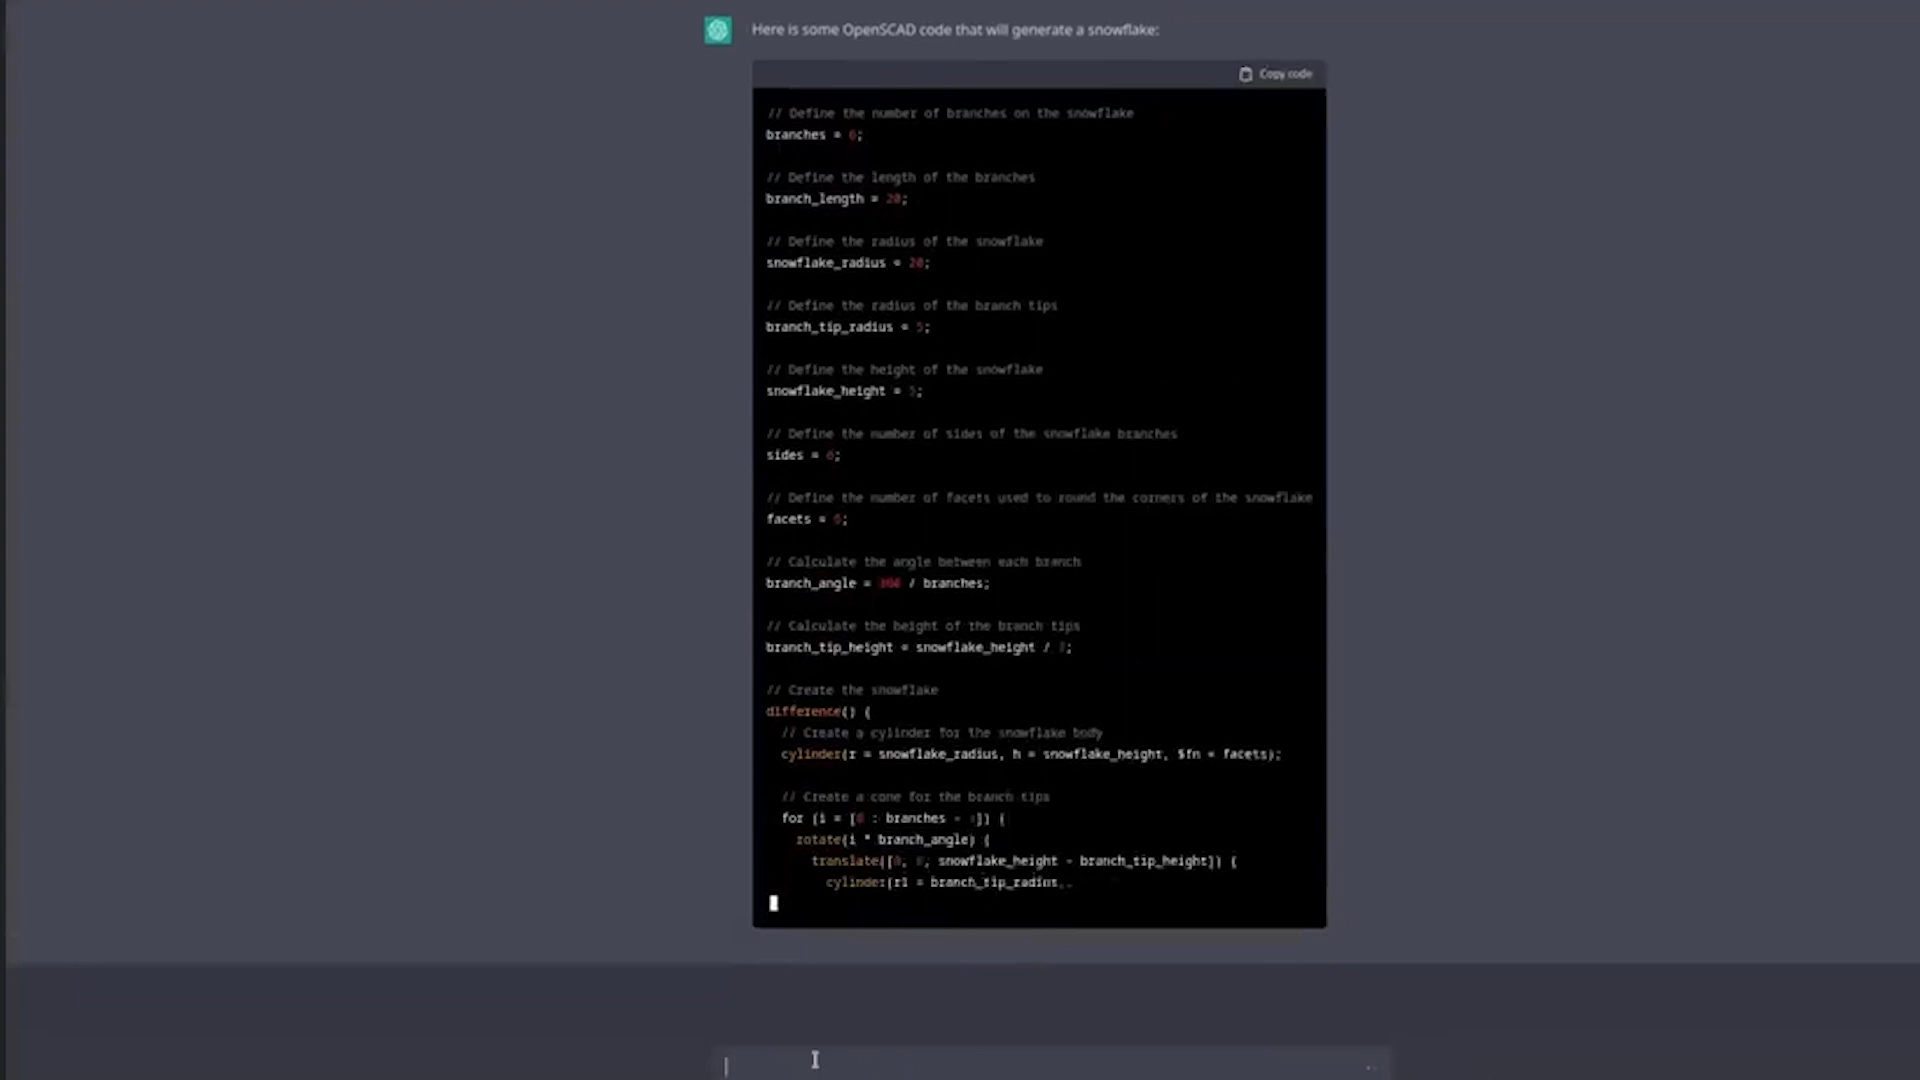 Here is some OpenSCAD code that will generate a snowflake:
Copy code
// Define the number of branches on the snowflake
branches = 6;
// Define the length of the branches
branch_length = 20;
// Define the radius of the snowflake
snowflake_radius = 20;
// Define the radius of the branch tips
branch_tip_radius = 5;
// Define the height of the snowflake
snowflake_height = 5;
// Define the number of sides of the snowflake branches
sides = 6;
// Define the number of facets used to round the corners of the snowflake
facets = 6;
// Calculate the angle between each branch
branch_angle = 360 / branches;
// Calculate the height of the branch tips
branch_tip_height = snowflake_height / ;
// Create the snowflake
difference() {
// Create a cylinder for the snowflake body
cylinder(r = snowflake_radius, h = snowflake_height, $fn = facets);
// Create a cone for the branch tips
for (i = [0 : branches - 1]) {
rotate(i * branch_angle) {
translate([0, 0, snowflake_height - branch_tip_height]) {
cylinder(r1 = branch_tip_radius,